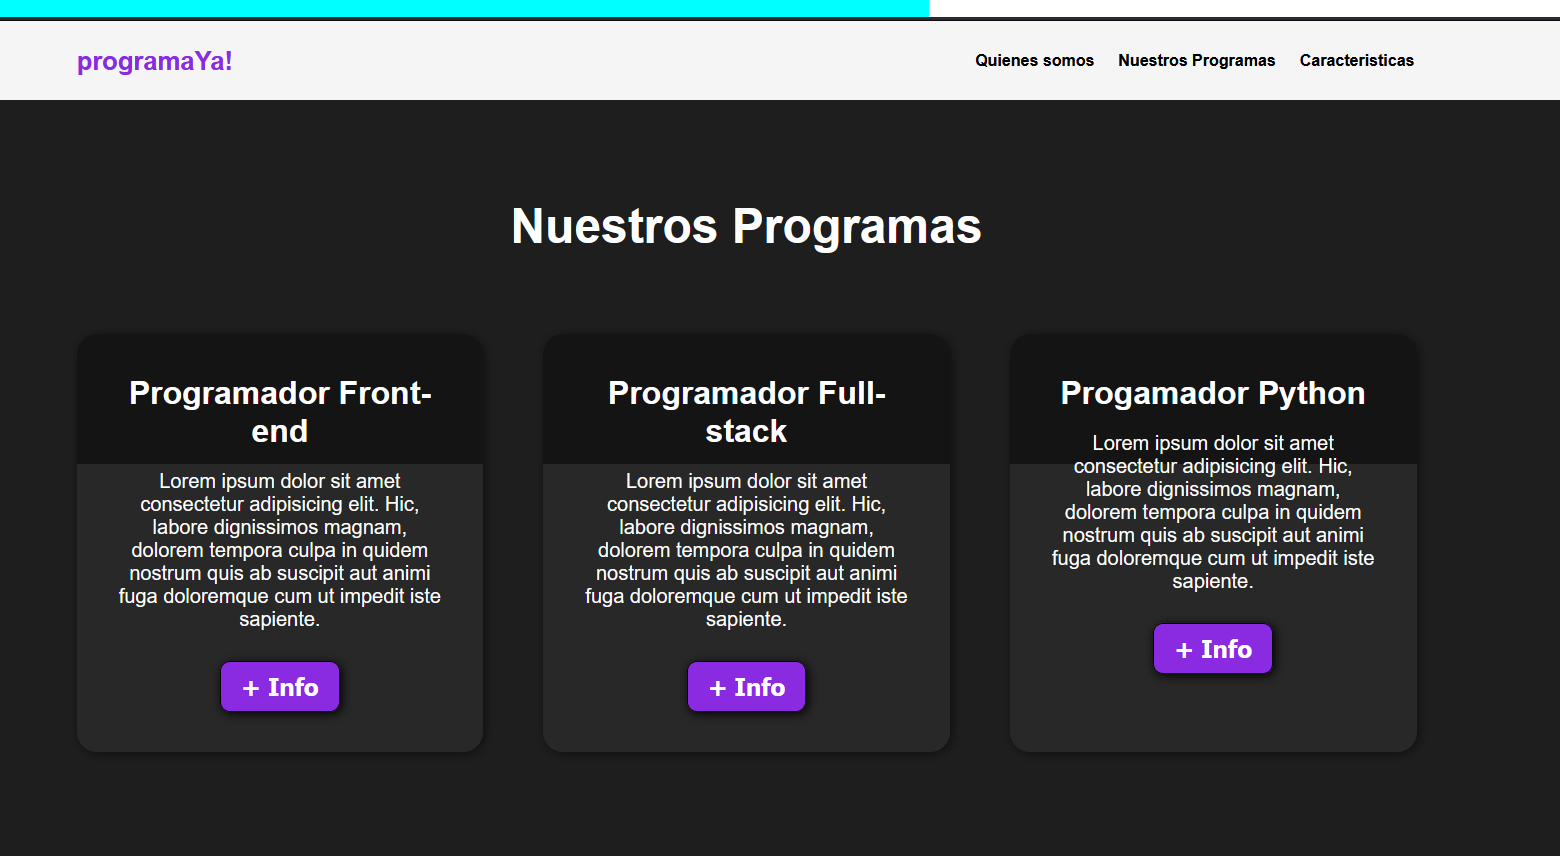 programaYa!
Quienes somos Nuestros Programas Caracteristicas
Nuestros Programas
Programador Front-
end
Lorem ipsum dolor sit amet
consectetur adipisicing elit. Hic,
labore dignissimos magnam,
dolorem tempora culpa in quidem
nostrum quis ab suscipit aut animi
fuga doloremque cum ut impedit iste
sapiente.
+ Info
Programador Full-
stack
Lorem ipsum dolor sit amet
consectetur adipisicing elit. Hic,
labore dignissimos magnam,
dolorem tempora culpa in quidem
nostrum quis ab suscipit aut animi
fuga doloremque cum ut impedit iste
sapiente.
+ Info
Progamador Python
Lorem ipsum dolor sit amet
consectetur adipisicing elit. Hic,
labore dignissimos magnam,
dolorem tempora culpa in quidem
nostrum quis ab suscipit aut animi
fuga doloremque cum ut impedit iste
sapiente.
+ Info